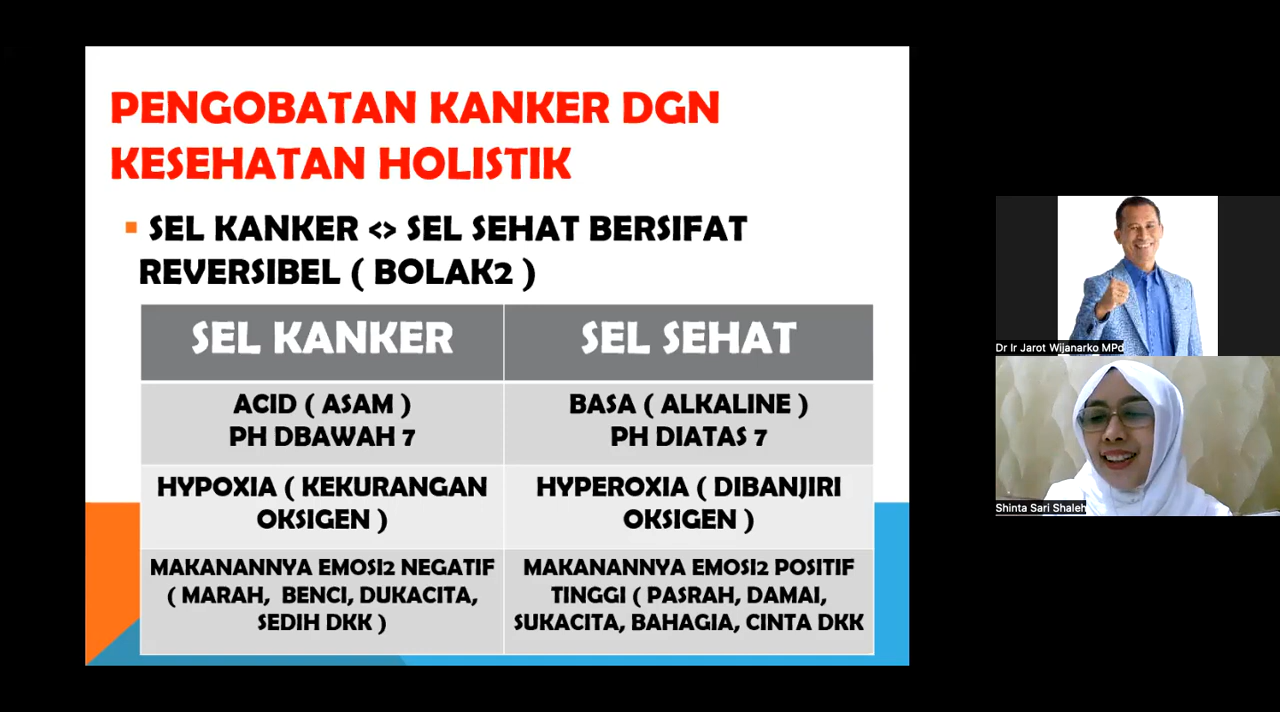 PENGOBATAN KANKER DGN
KESEHATAN HOLISTIK
SEL KANKER <> SEL SEHAT BERSIFAT
REVERSIBEL ( BOLAK2 )
SEL KANKER
SEL SEHAT
ACID ( ASAM )
PH DBAWAH 7
BASA ( ALKALINE )
PH DIATAS 7
HYPOXIA ( KEKURANGAN
OKSIGEN )
HYPEROXIA ( DIBANJIRI
OKSIGEN )
MAKANANNYA EMOSI2 NEGATIF
( MARAH, BENCI, DUKACITA,
SEDIH DKK )
MAKANANNYA EMOSI2 POSITIF
TINGGI ( PASRAH, DAMAI,
SUKACITA, BAHAGIA, CINTA DKK
Dr Ir Jarot Wijanarko MPd
Shinta Sari Shaleh